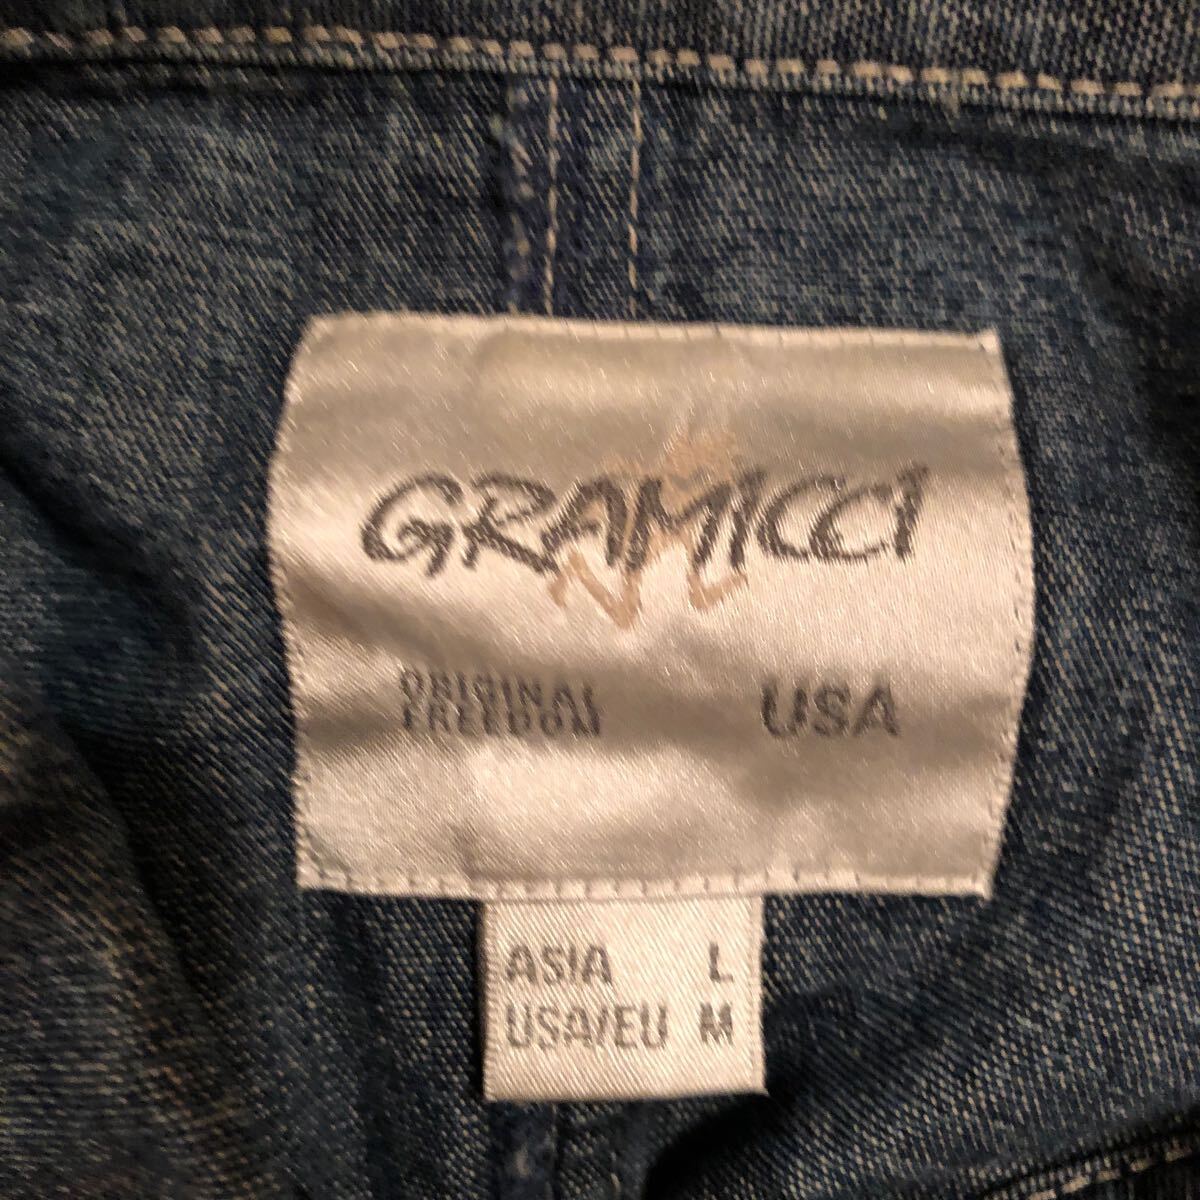 GRAMICCI
ORIGINAL
FREEDOM
USA
ASIA L
USA/EU M